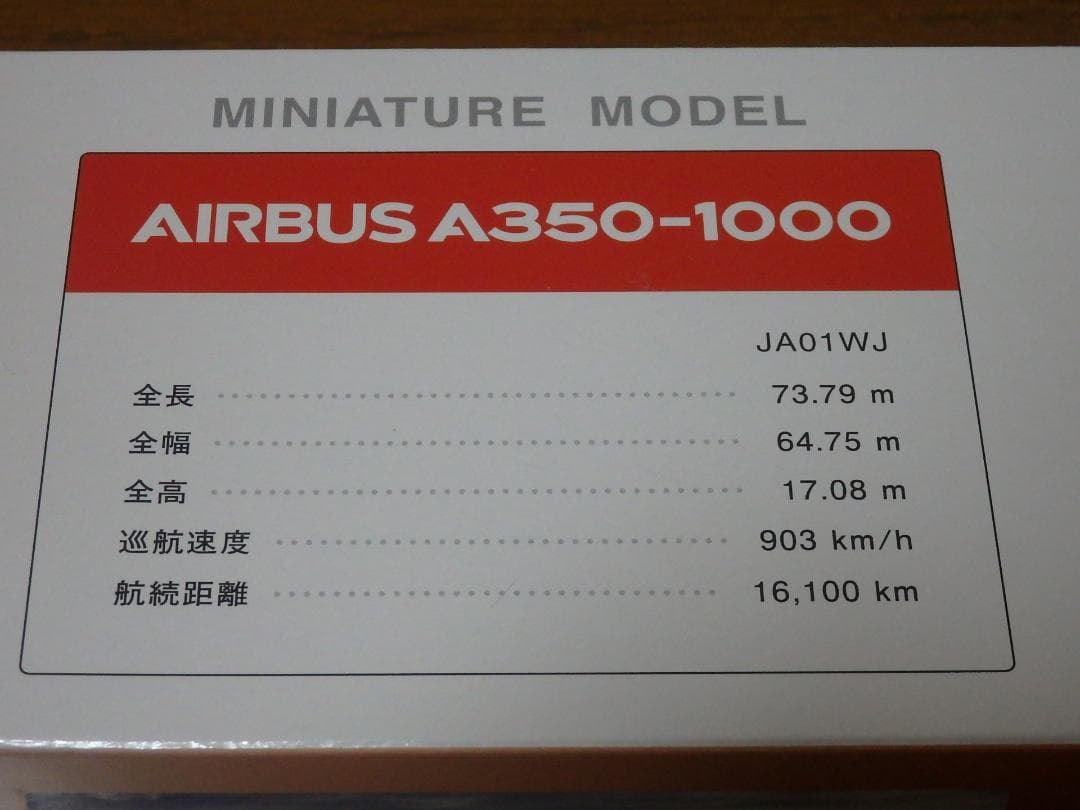 MINIATURE MODEL
AIRBUS A350-1000
JA01WJ
全長 73.79 m
全幅 64.75 m
全高 17.08 m
巡航速度 903 km/h
航続距離 16,100 km